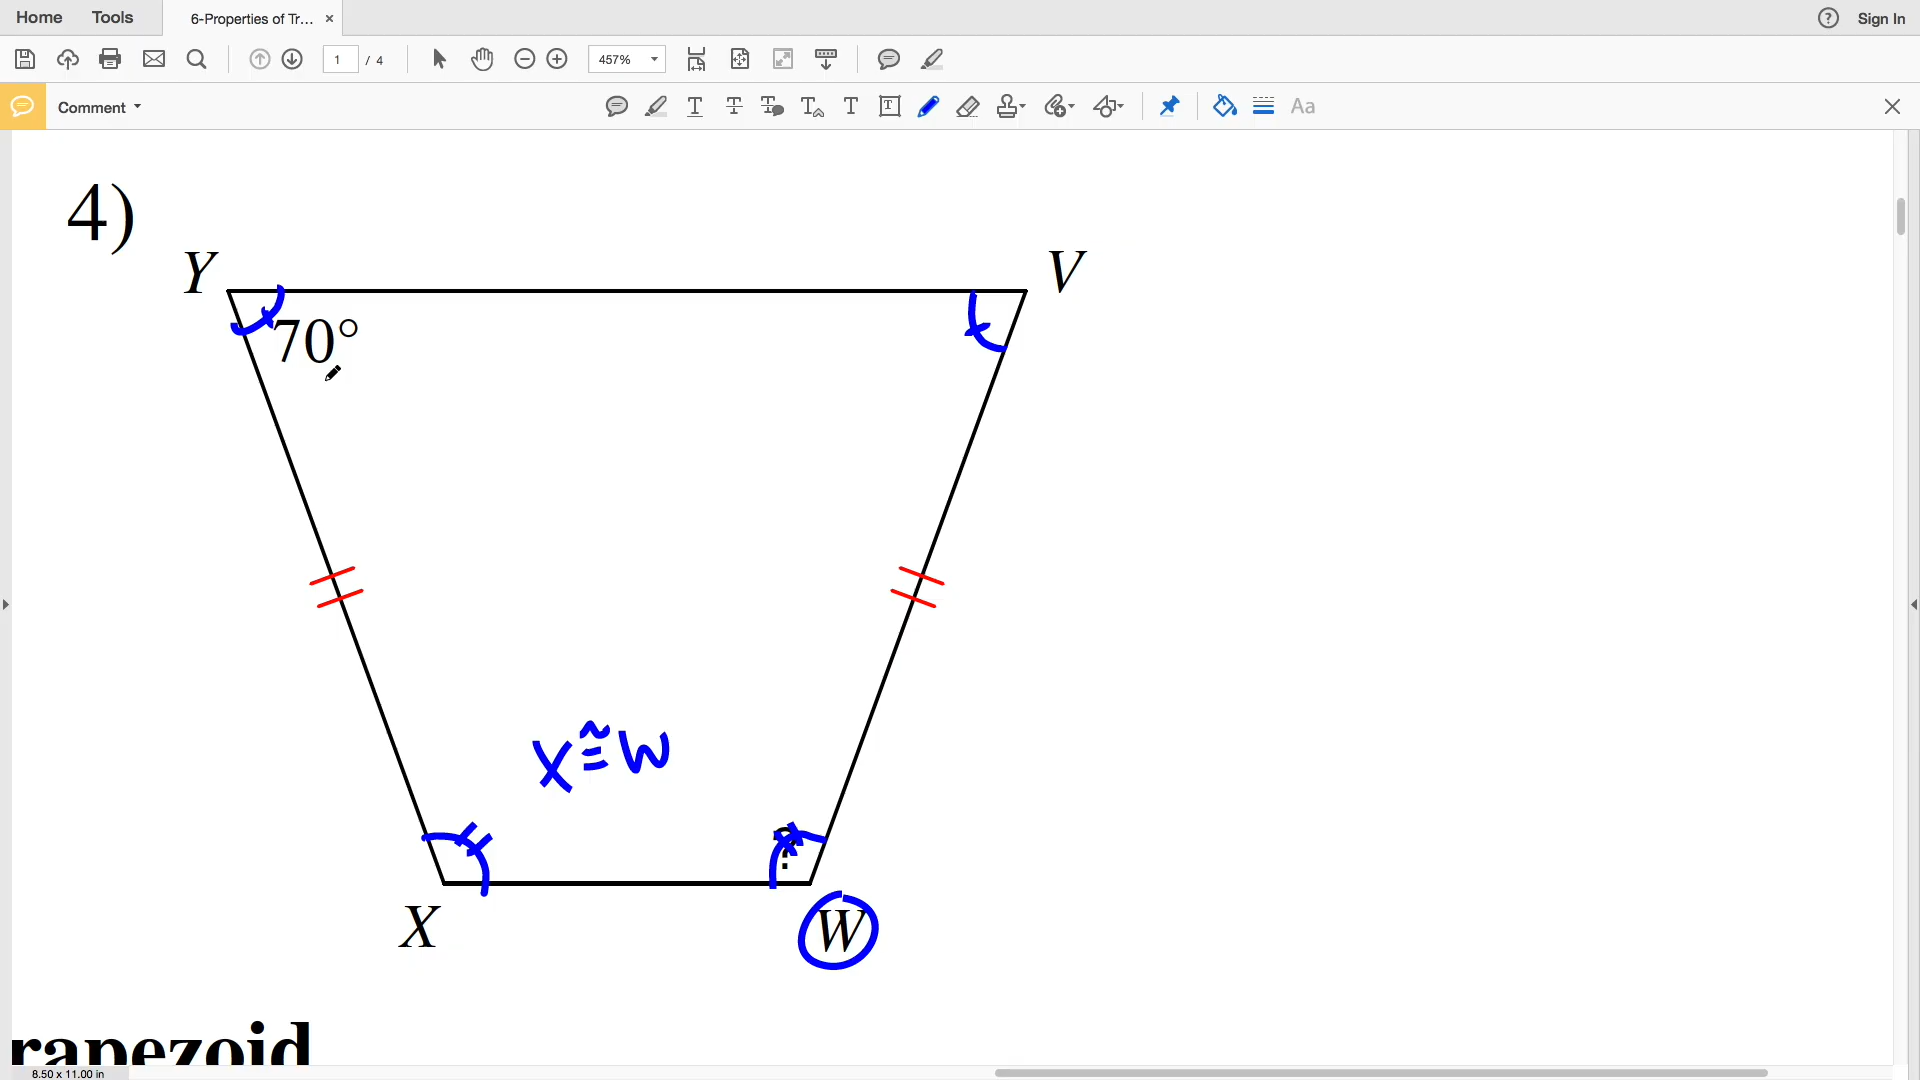 Home Tools 6-Properties of Tr... × ? Sign In
1 / 4 457%
Comment T T T T T T Aa
4)
Y V
70°
X ≅ W
?
X W
rapezoid
8.50 x 11.00 in